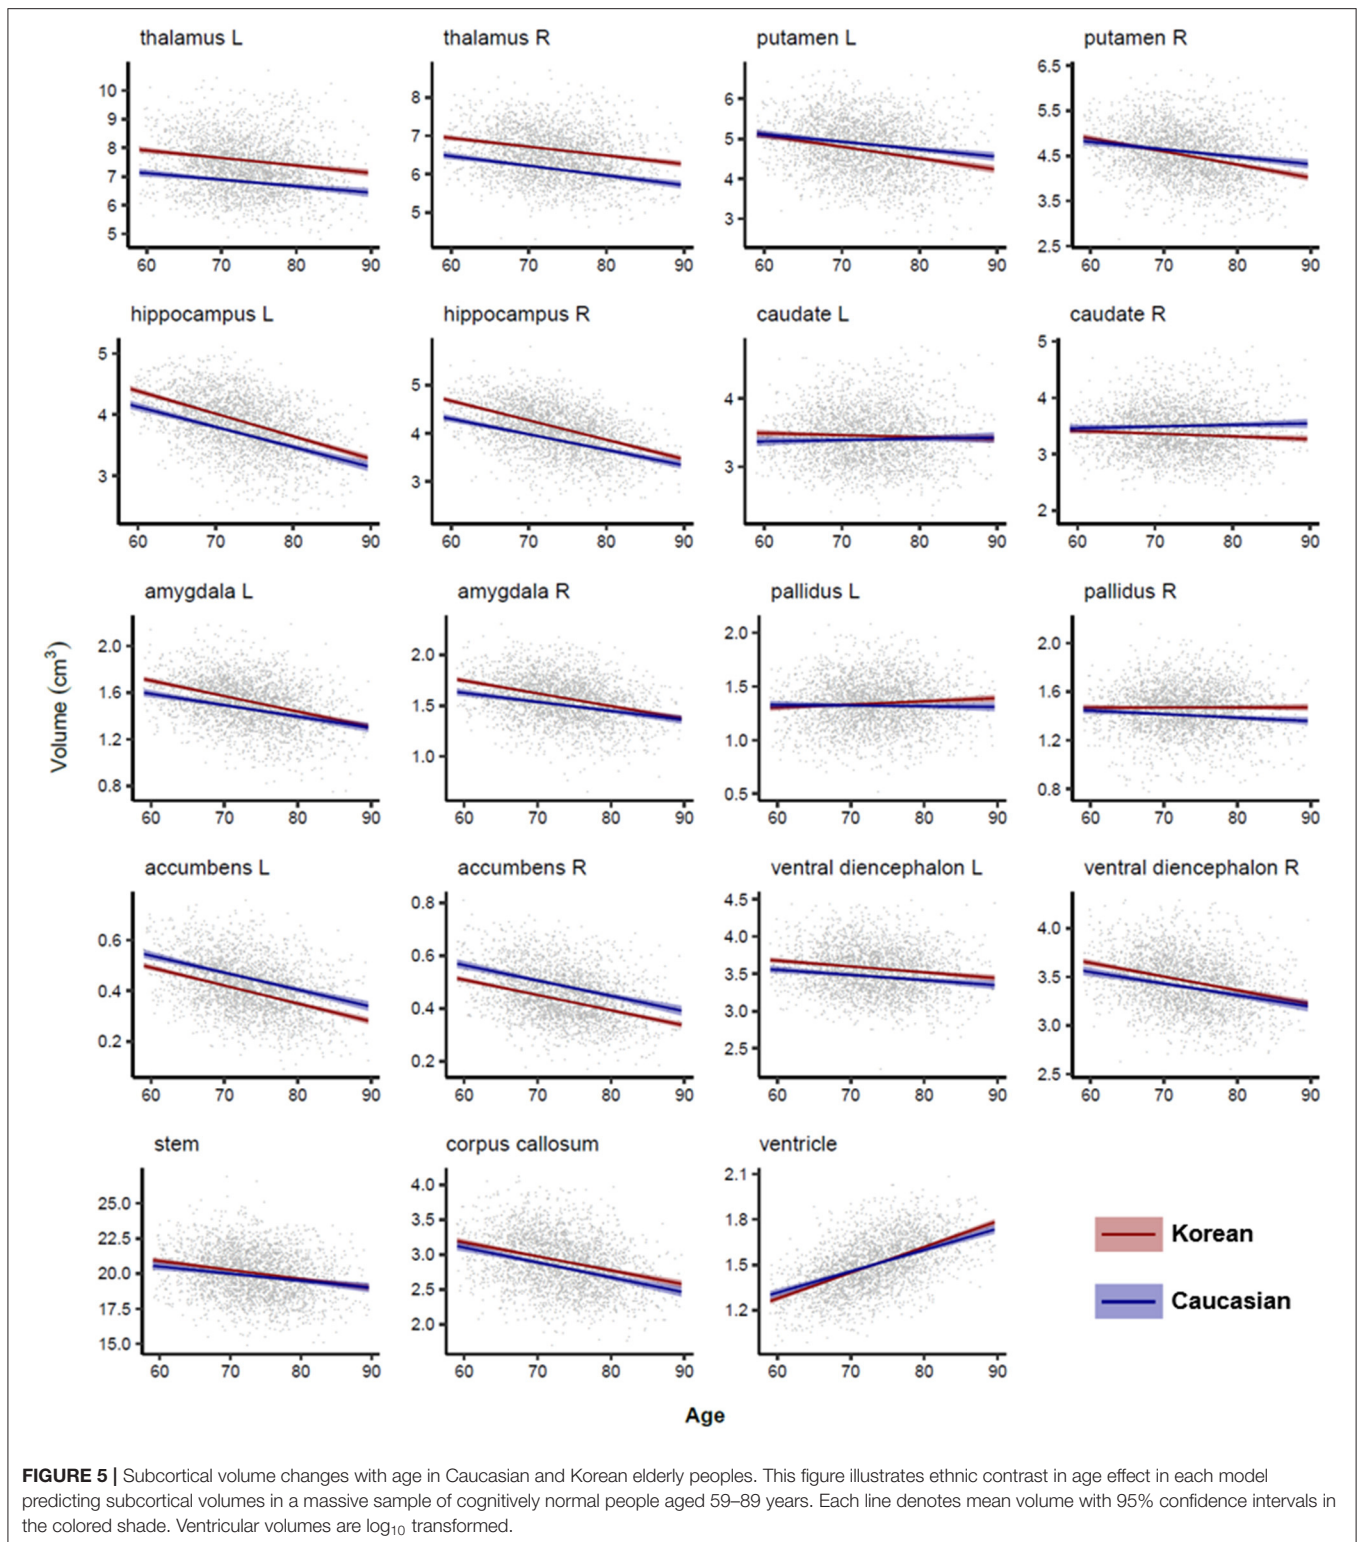 thalamus L
thalamus R
putamen L
putamen R
10
9
8
7
6
5
60 70 80 90
8
7
6
5
60 70 80 90
6
5
4
3
60 70 80 90
6.5
5.5
4.5
3.5
2.5
60 70 80 90
hippocampus L
hippocampus R
caudate L
caudate R
5
4
3
60 70 80 90
5
4
3
60 70 80 90
4
3
60 70 80 90
5
4
3
2
60 70 80 90
amygdala L
amygdala R
pallidus L
pallidus R
Volume (cm³)
2.0
1.6
1.2
0.8
60 70 80 90
2.0
1.5
1.0
60 70 80 90
2.0
1.5
1.0
0.5
60 70 80 90
2.0
1.6
1.2
0.8
60 70 80 90
accumbens L
accumbens R
ventral diencephalon L
ventral diencephalon R
0.6
0.4
0.2
60 70 80 90
0.8
0.6
0.4
0.2
60 70 80 90
4.5
4.0
3.5
3.0
2.5
60 70 80 90
4.0
3.5
3.0
2.5
60 70 80 90
stem
corpus callosum
ventricle
25.0
22.5
20.0
17.5
15.0
60 70 80 90
4.0
3.5
3.0
2.5
2.0
60 70 80 90
2.1
1.8
1.5
1.2
60 70 80 90
Korean
Caucasian
Age
FIGURE 5 | Subcortical volume changes with age in Caucasian and Korean elderly peoples. This figure illustrates ethnic contrast in age effect in each model
predicting subcortical volumes in a massive sample of cognitively normal people aged 59–89 years. Each line denotes mean volume with 95% confidence intervals in
the colored shade. Ventricular volumes are log₁₀ transformed.